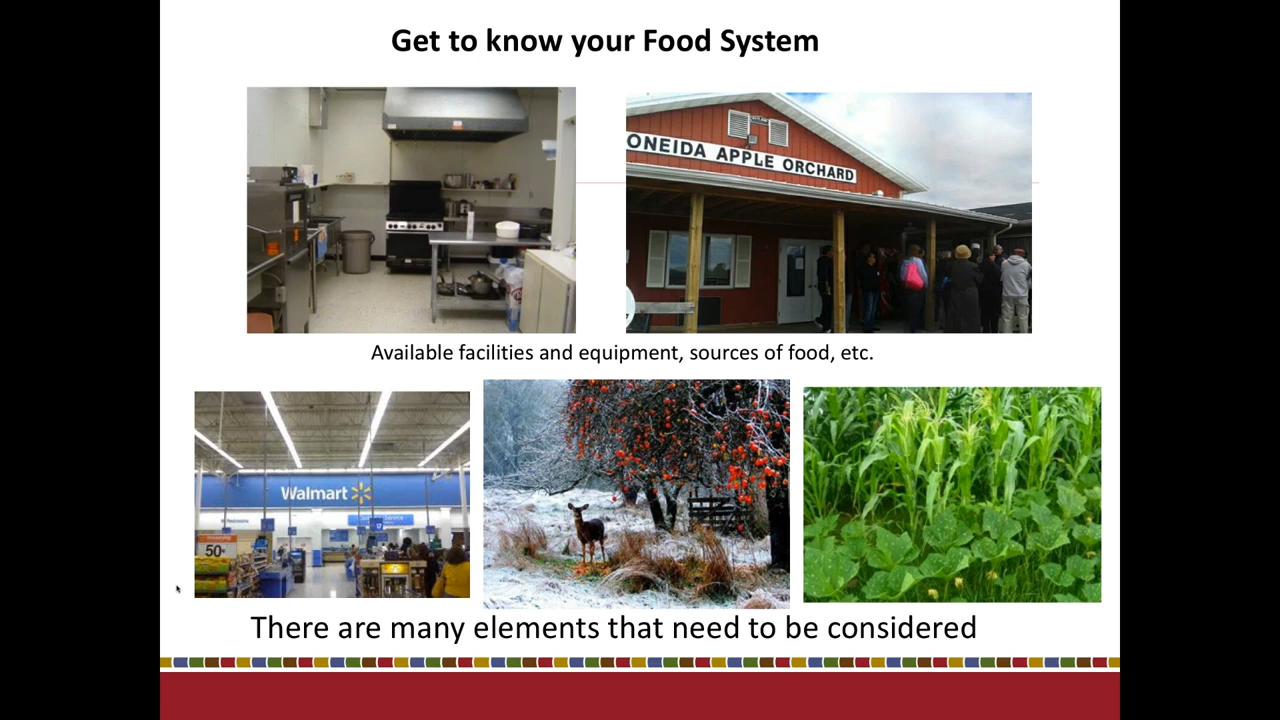 Get to know your Food System
ONEIDA APPLE ORCHARD
Available facilities and equipment, sources of food, etc.
Walmart
50
There are many elements that need to be considered